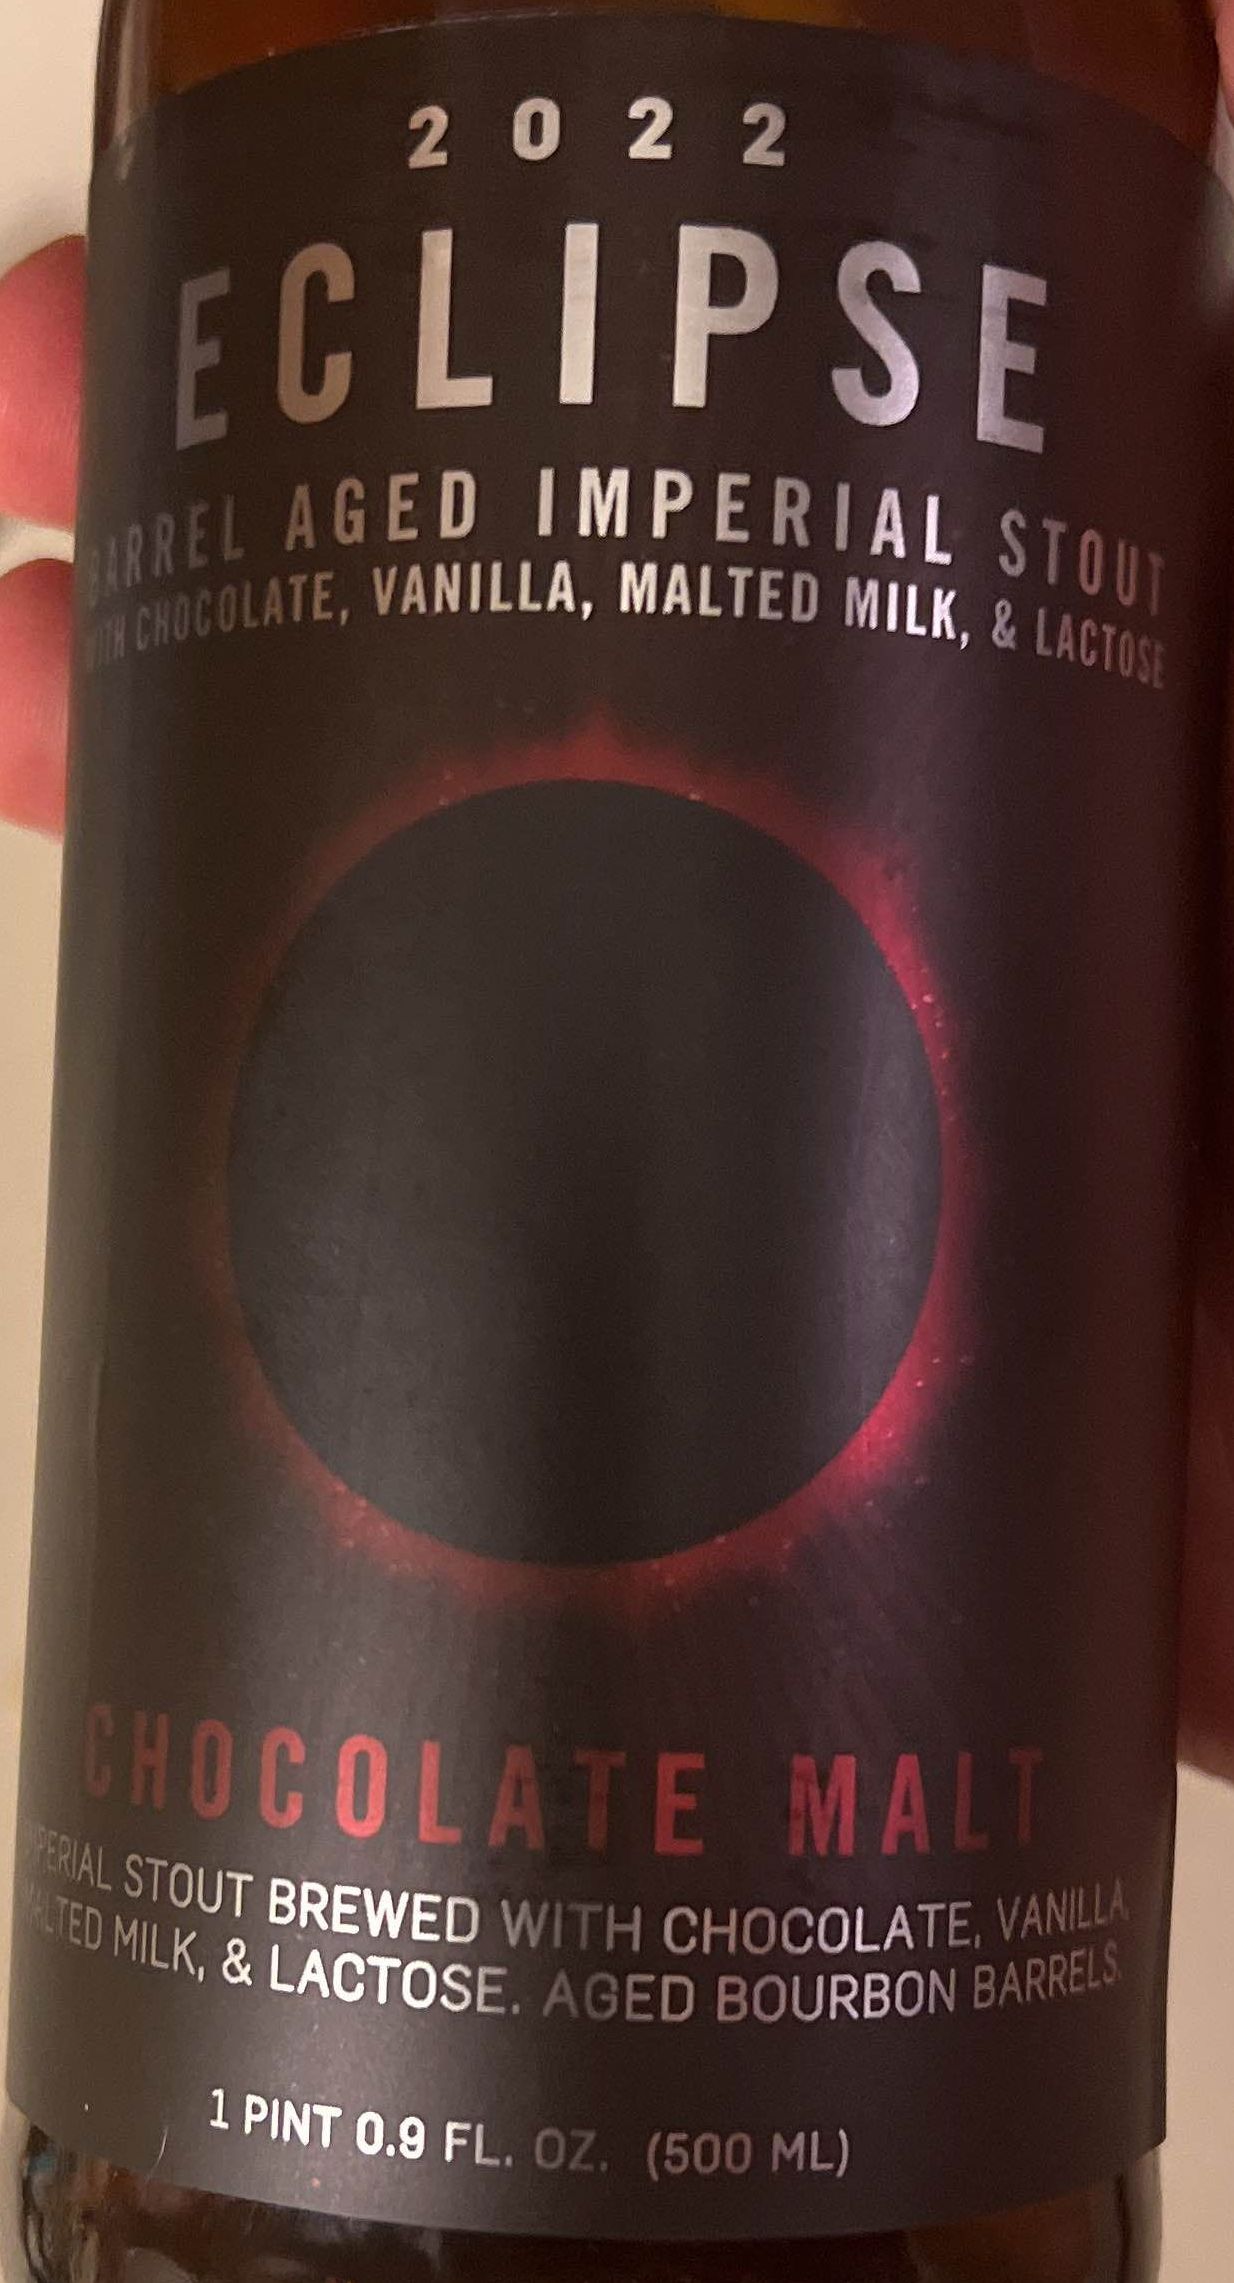 2022
ECLIPSE
BARREL AGED IMPERIAL STOUT
WITH CHOCOLATE, VANILLA, MALTED MILK, & LACTOSE
CHOCOLATE MALT
IMPERIAL STOUT BREWED WITH CHOCOLATE, VANILLA,
MALTED MILK, & LACTOSE. AGED BOURBON BARRELS.
1 PINT 0.9 FL. OZ. (500 ML)